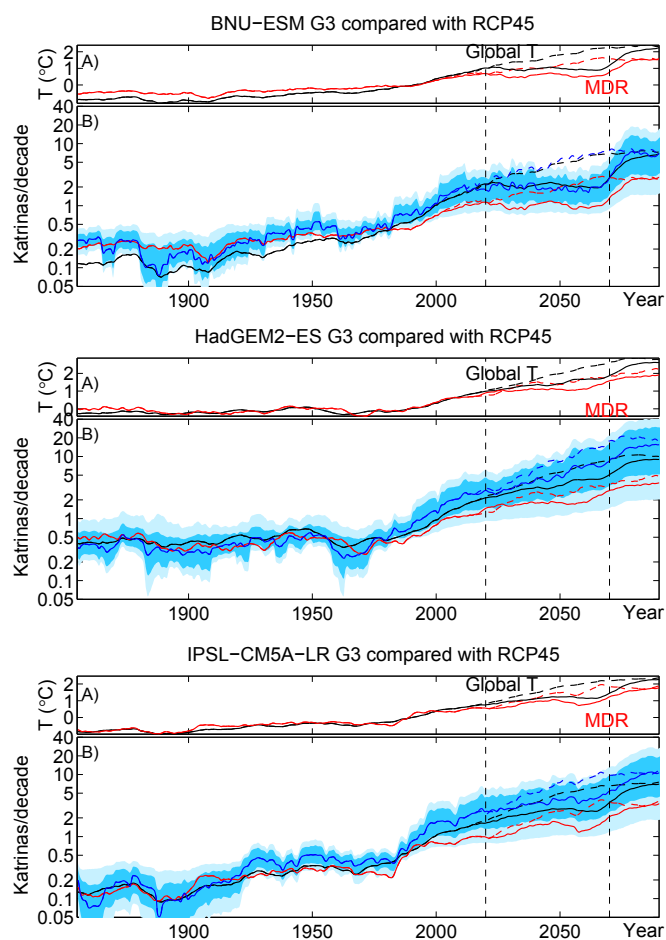 BNU−ESM G3 compared with RCP45
T (°C)
2
1
0
A)
Global T
MDR
Katrinas/decade
40
20
10
5
2
1
0.5
0.2
0.1
0.05
B)
1900 1950 2000 2050 Year
HadGEM2−ES G3 compared with RCP45
T (°C)
2
1
0
A)
Global T
MDR
Katrinas/decade
40
20
10
5
2
1
0.5
0.2
0.1
0.05
B)
1900 1950 2000 2050 Year
IPSL−CM5A−LR G3 compared with RCP45
T (°C)
2
1
0
A)
Global T
MDR
Katrinas/decade
40
20
10
5
2
1
0.5
0.2
0.1
0.05
B)
1900 1950 2000 2050 Year